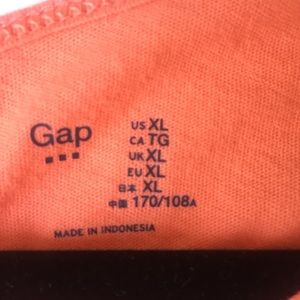 Gap
US XL
CA TG
UK XL
EU XL
日本 XL
中国 170/108A
MADE IN INDONESIA